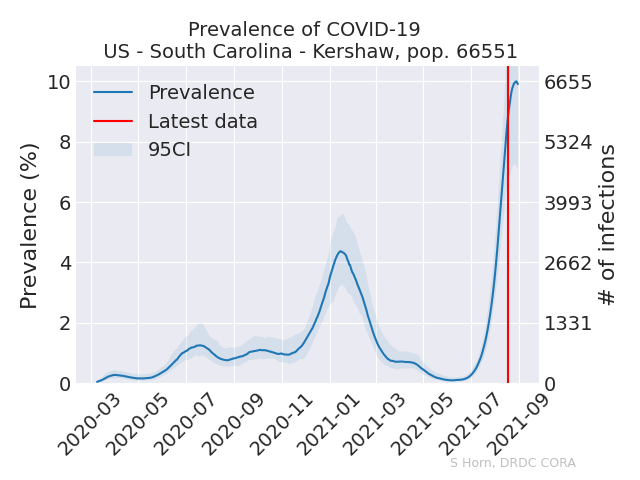 Prevalence of COVID-19
US - South Carolina - Kershaw, pop. 66551
Prevalence
Latest data
95CI
Prevalence (%)
10
8
6
4
2
0
6655
5324
3993
2662
1331
0
# of infections
2020-03
2020-05
2020-07
2020-09
2020-11
2021-01
2021-03
2021-05
2021-07
2021-09
S Horn, DRDC CORA